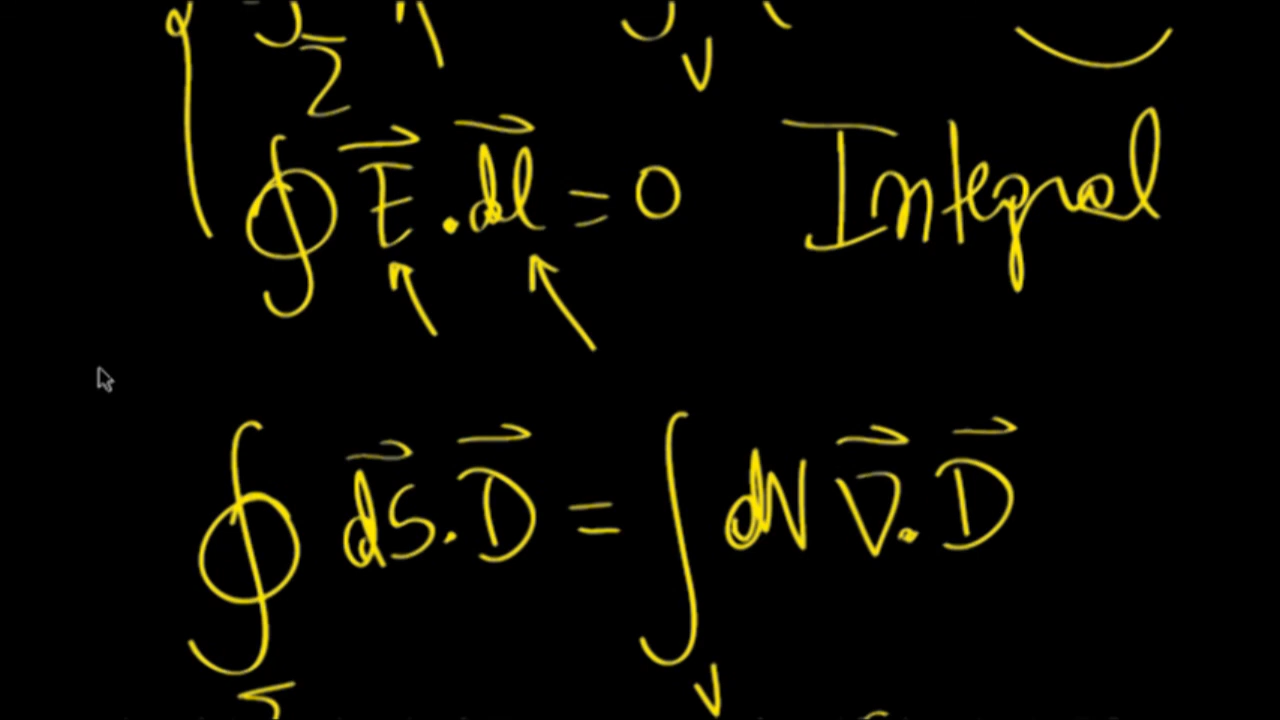 ∮ E⃗ . dl⃗ = 0 Integral
∮ dS⃗ . D⃗ = ∫ dV ∇⃗ . D⃗
V